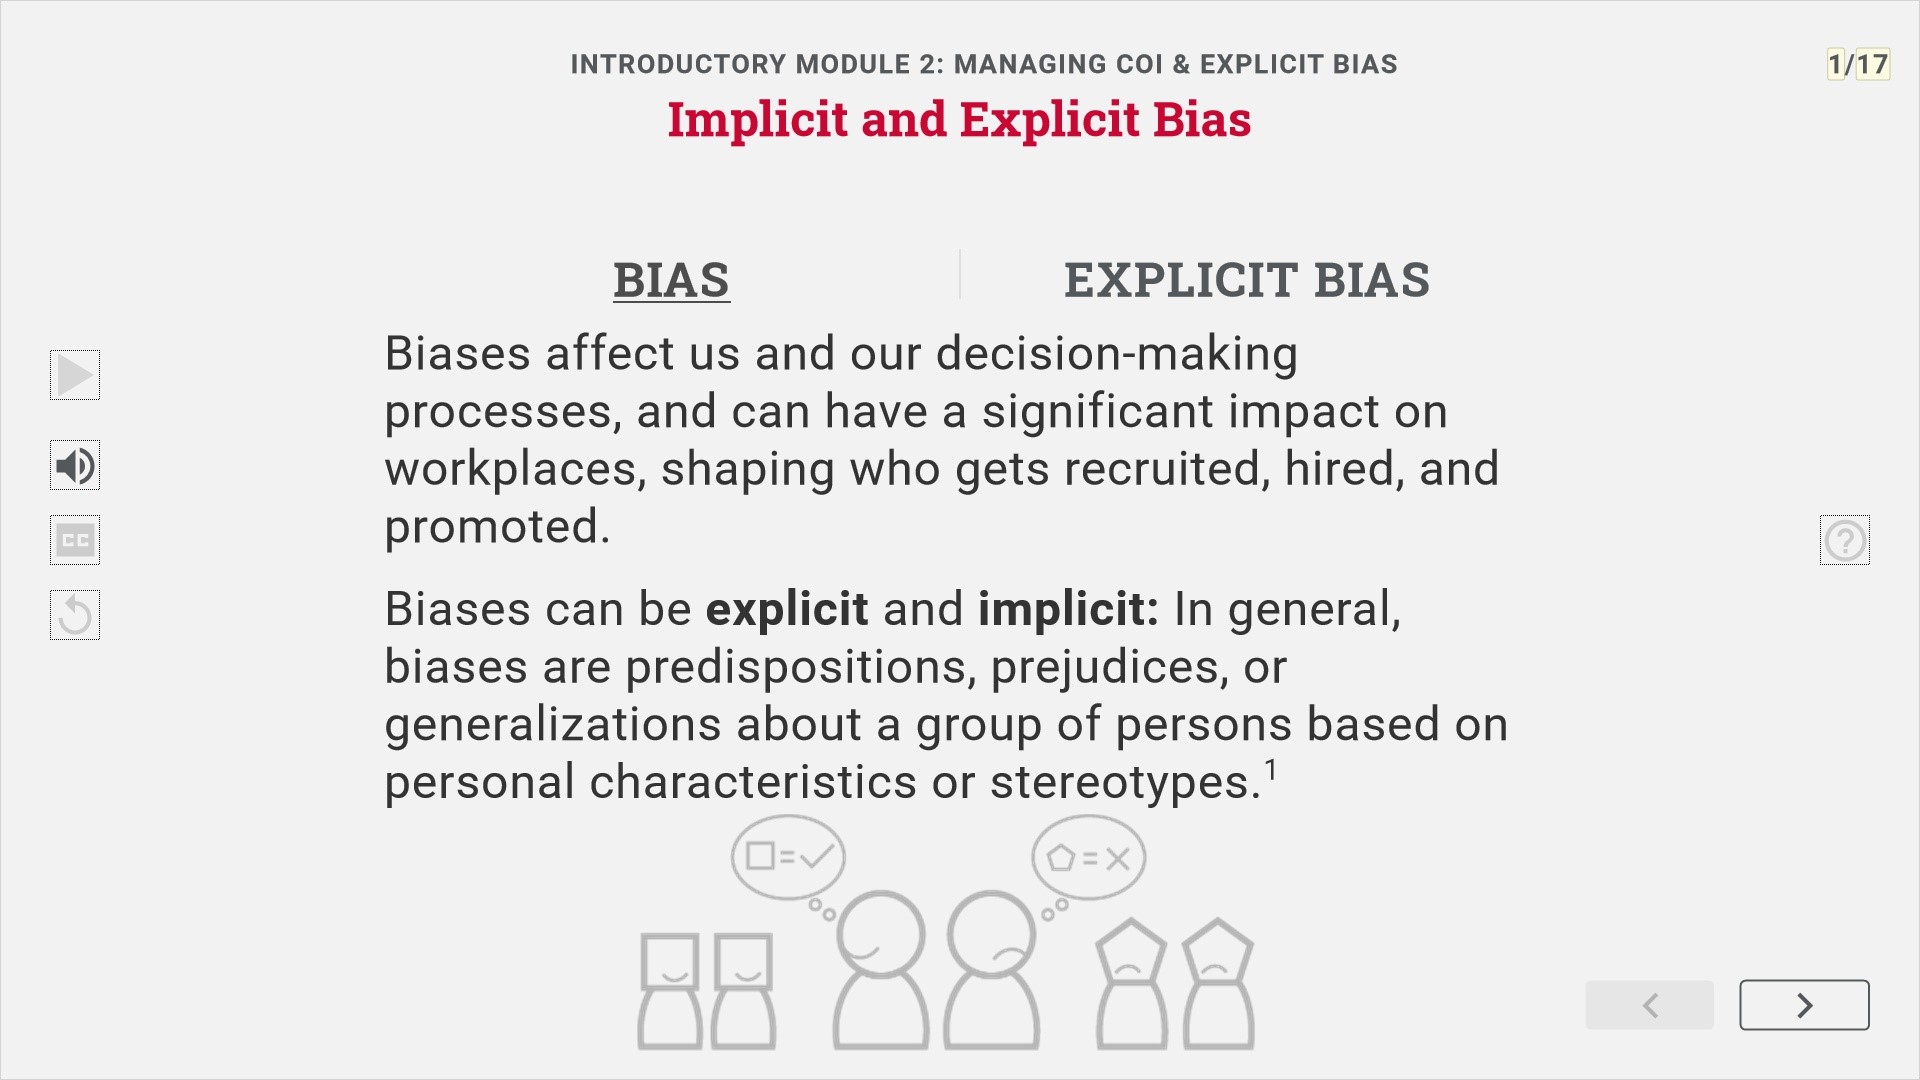 INTRODUCTORY MODULE 2: MANAGING COI & EXPLICIT BIAS
1/17
Implicit and Explicit Bias
BIAS
EXPLICIT BIAS
Biases affect us and our decision-making
processes, and can have a significant impact on
workplaces, shaping who gets recruited, hired, and
promoted.
Biases can be explicit and implicit: In general,
biases are predispositions, prejudices, or
generalizations about a group of persons based on
personal characteristics or stereotypes.1
CC
?